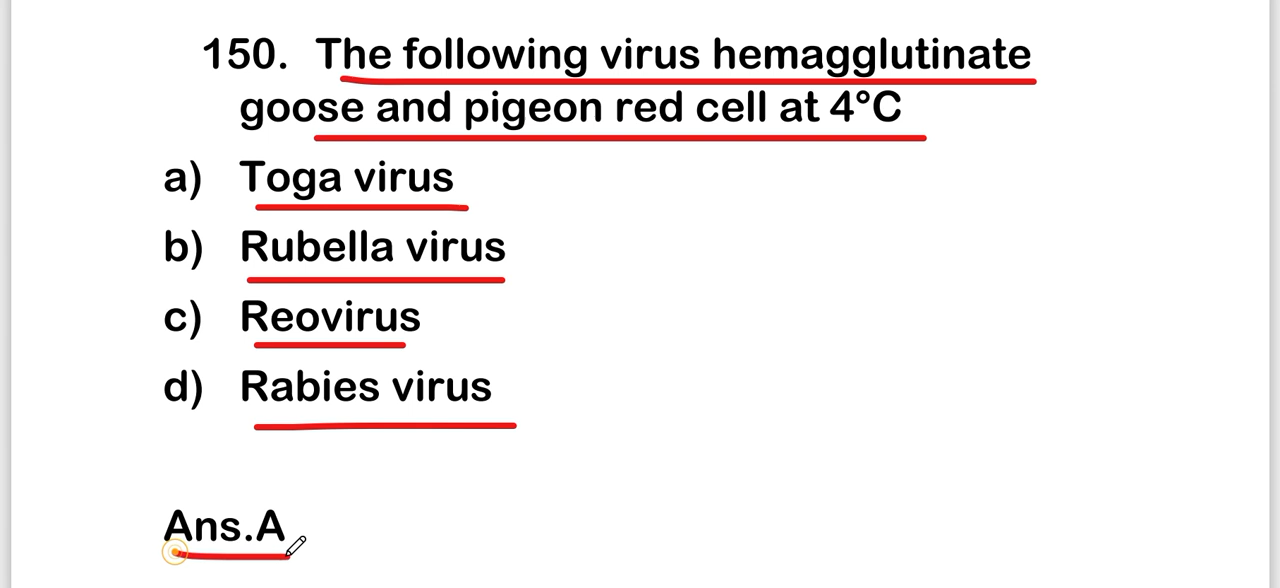 150. The following virus hemagglutinate
goose and pigeon red cell at 4°C
a) Toga virus
b) Rubella virus
c) Reovirus
d) Rabies virus
Ans.A